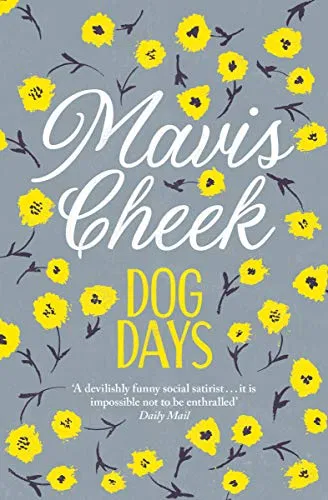 Mavis
Cheek
DOG
DAYS
‘A devilishly funny social satirist...it is
impossible not to be enthralled’
Daily Mail